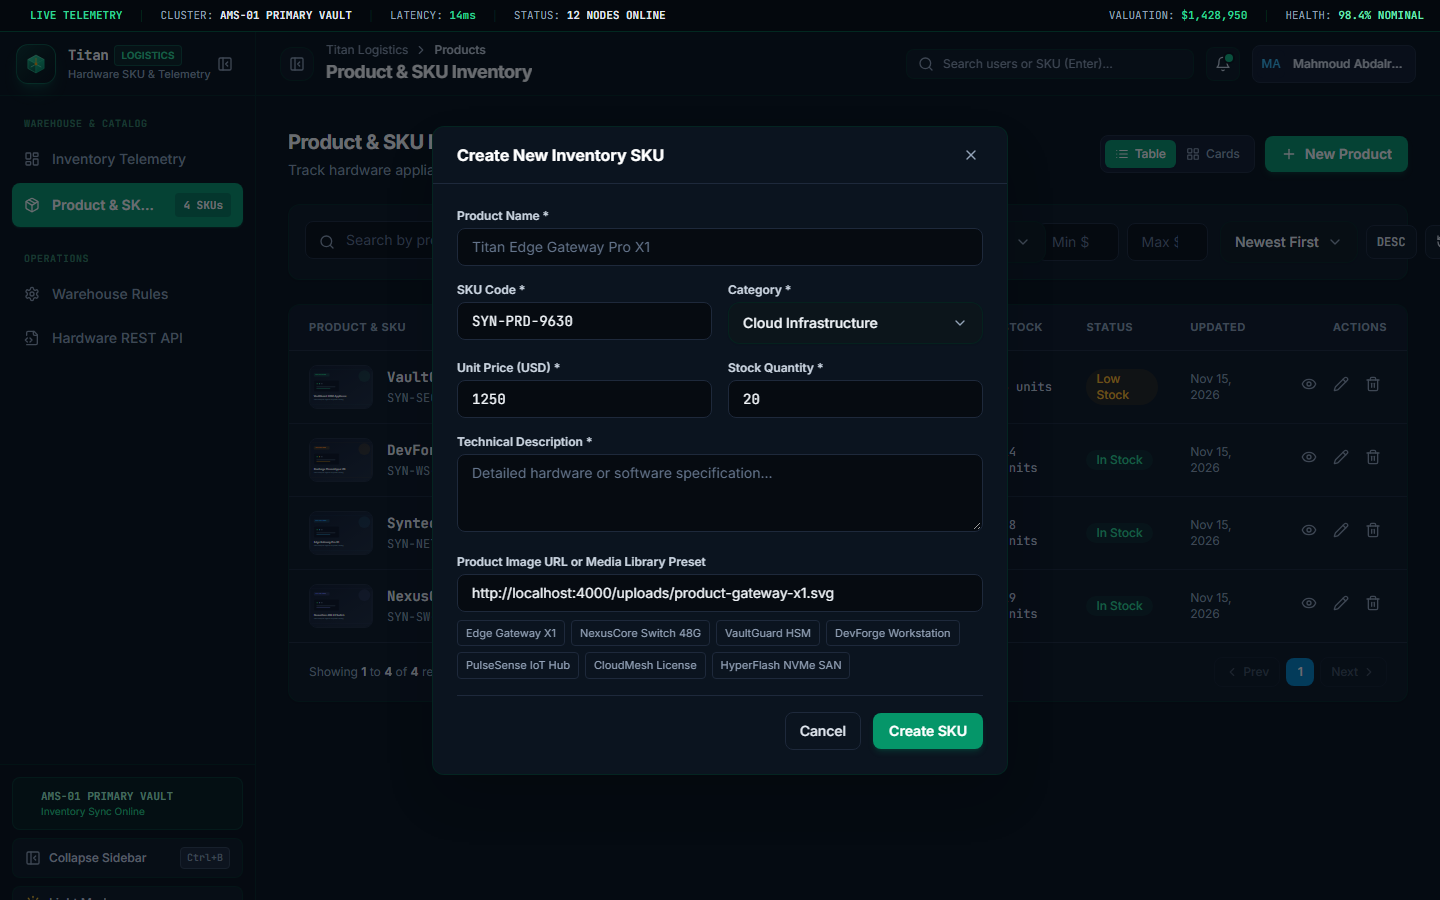 LIVE TELEMETRY CLUSTER: AMS-01 PRIMARY VAULT LATENCY: 14ms STATUS: 12 NODES ONLINE VALUATION: $1,428,950 HEALTH: 98.4% NOMINAL
Titan LOGISTICS
Hardware SKU & Telemetry
Titan Logistics > Products
Product & SKU Inventory
Search users or SKU (Enter)...
MA Mahmoud Abdalr...
WAREHOUSE & CATALOG
Inventory Telemetry
Product & SK... 4 SKUs
OPERATIONS
Warehouse Rules
Hardware REST API
Product & SKU
Track hardware applia
Table Cards
+ New Product
Search by pr
Min $ Max $ Newest First DESC
PRODUCT & SKU STATUS UPDATED ACTIONS
units Low Stock Nov 15, 2026
SYN-WS In Stock Nov 15, 2026
SYN-NE In Stock Nov 15, 2026
SYN-SW In Stock Nov 15, 2026
Showing 1 to 4 of 4 re
Prev 1 Next
Create New Inventory SKU
Product Name *
Titan Edge Gateway Pro X1
SKU Code * Category *
SYN-PRD-9630 Cloud Infrastructure
Unit Price (USD) * Stock Quantity *
1250 20
Technical Description *
Detailed hardware or software specification...
Product Image URL or Media Library Preset
http://localhost:4000/uploads/product-gateway-x1.svg
Edge Gateway X1 NexusCore Switch 48G VaultGuard HSM DevForge Workstation
PulseSense IoT Hub CloudMesh License HyperFlash NVMe SAN
Cancel Create SKU
AMS-01 PRIMARY VAULT
Inventory Sync Online
Collapse Sidebar Ctrl+B